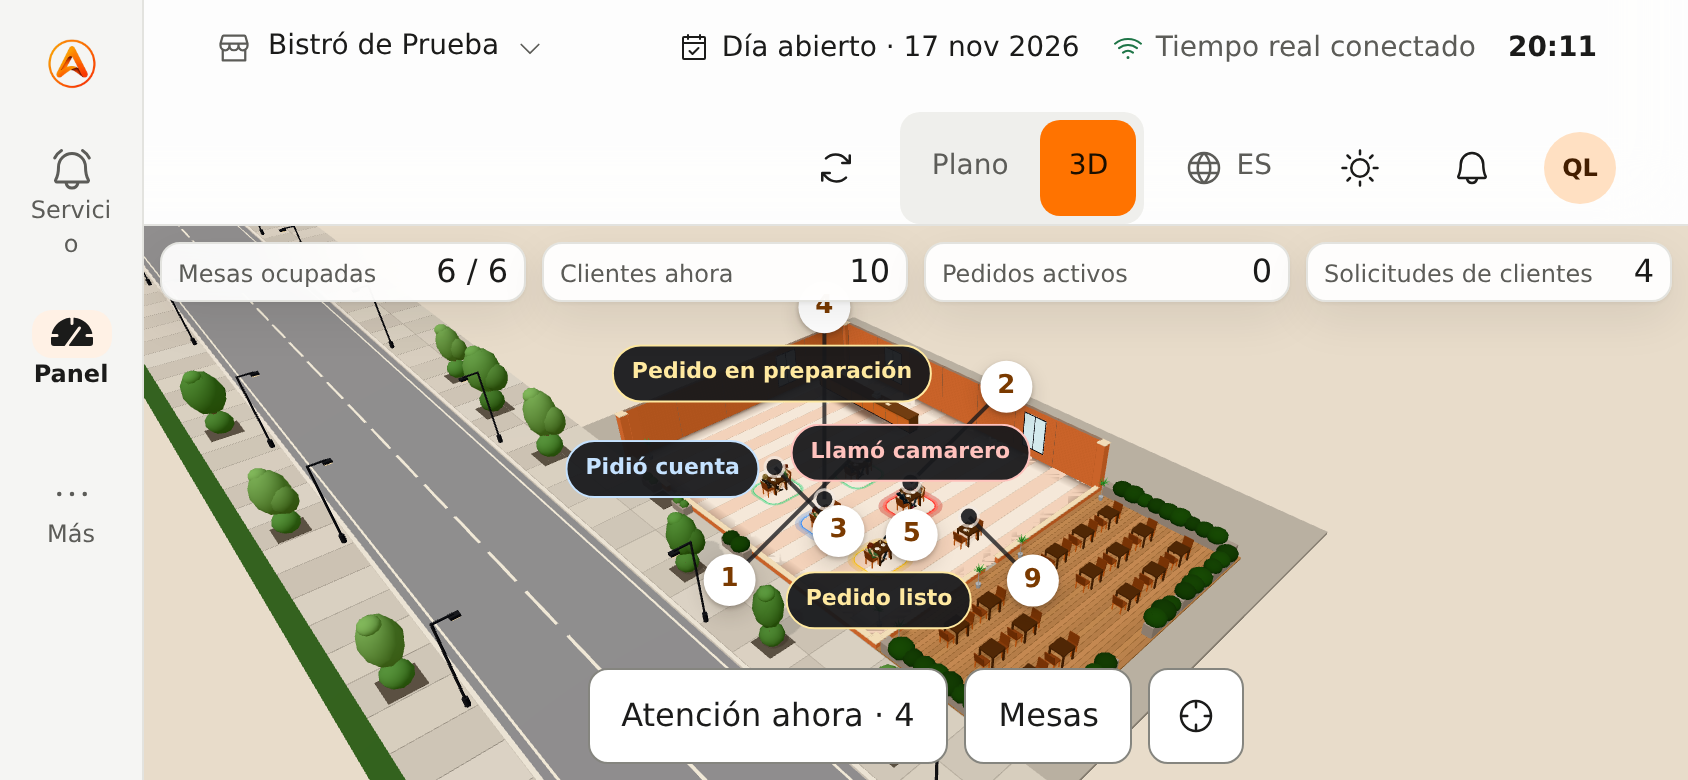 Bistró de Prueba
Día abierto · 17 nov 2026
Tiempo real conectado
20:11
Plano
3D
ES
QL
Servici
o
Panel
Más
Mesas ocupadas 6 / 6
Clientes ahora 10
Pedidos activos 0
Solicitudes de clientes 4
4
Pedido en preparación
2
Llamó camarero
Pidió cuenta
3
5
1
9
Pedido listo
Atención ahora · 4
Mesas